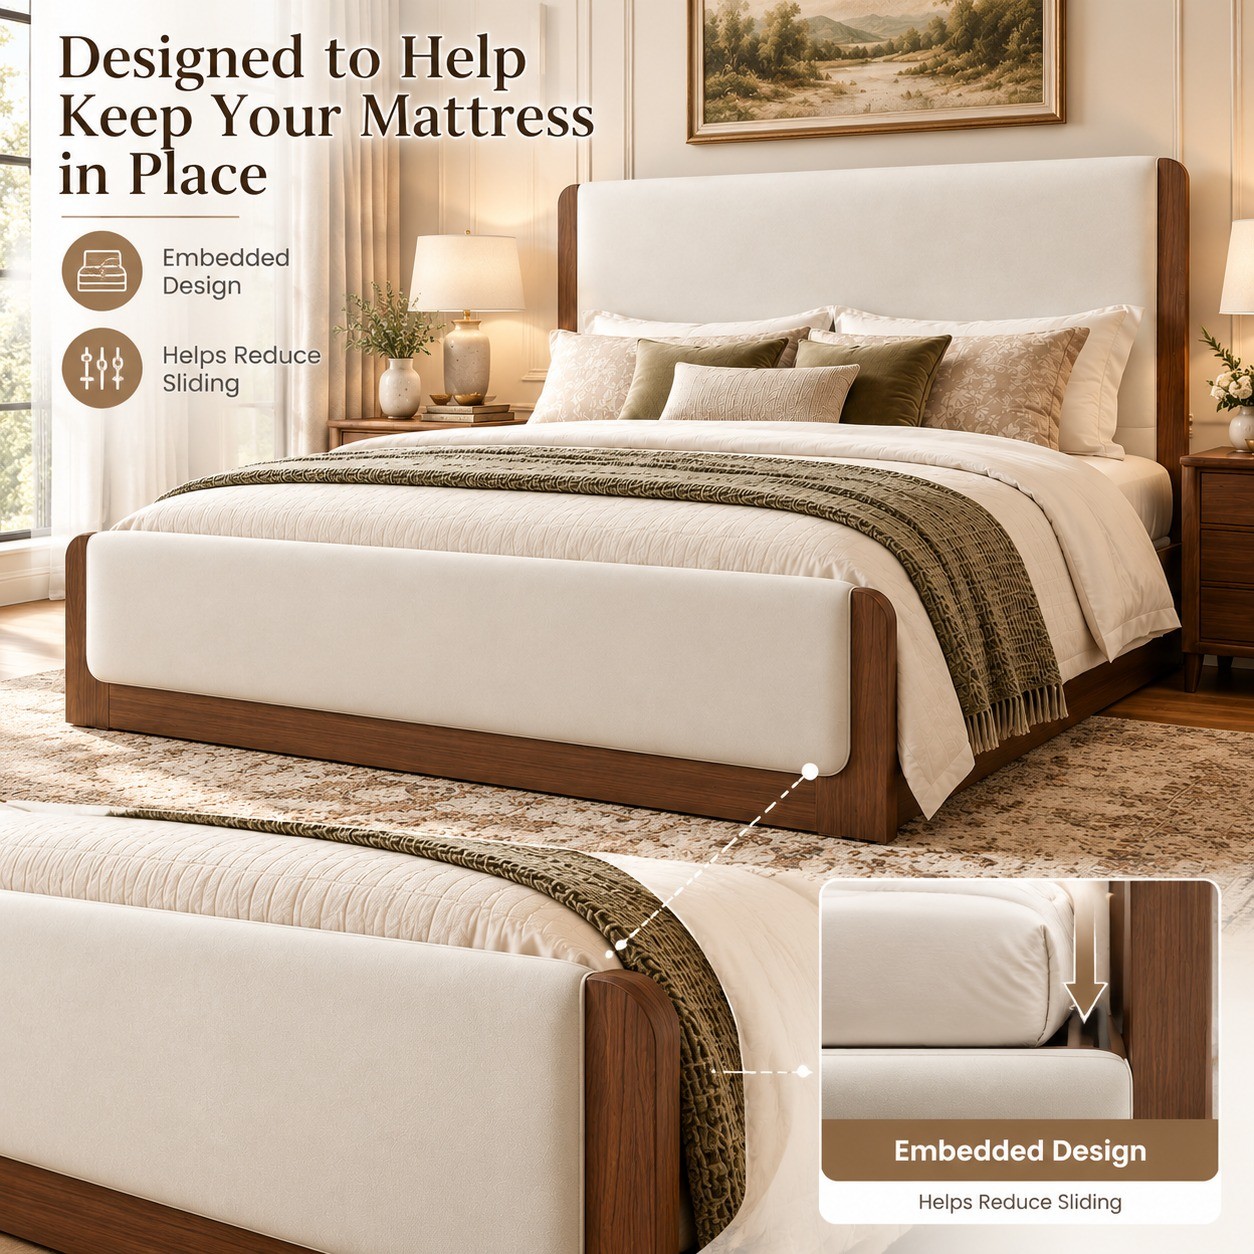 Designed to Help
Keep Your Mattress
in Place
Embedded
Design
Helps Reduce
Sliding
Embedded Design
Helps Reduce Sliding